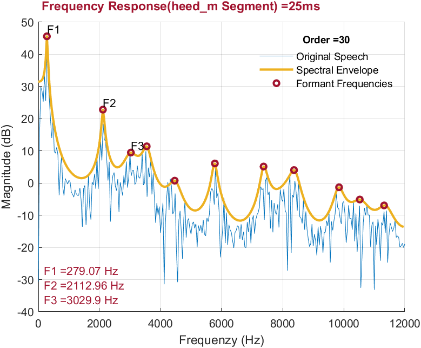 Frequency Response(heed_m Segment) =25ms
50
40
30
20
10
0
-10
-20
-30
-40
Magnitude (dB)
F1
F2
F3
Order =30
Original Speech
Spectral Envelope
Formant Frequencies
F1 =279.07 Hz
F2 =2112.96 Hz
F3 =3029.9 Hz
0
2000
4000
6000
8000
10000
12000
Frequenzy (Hz)